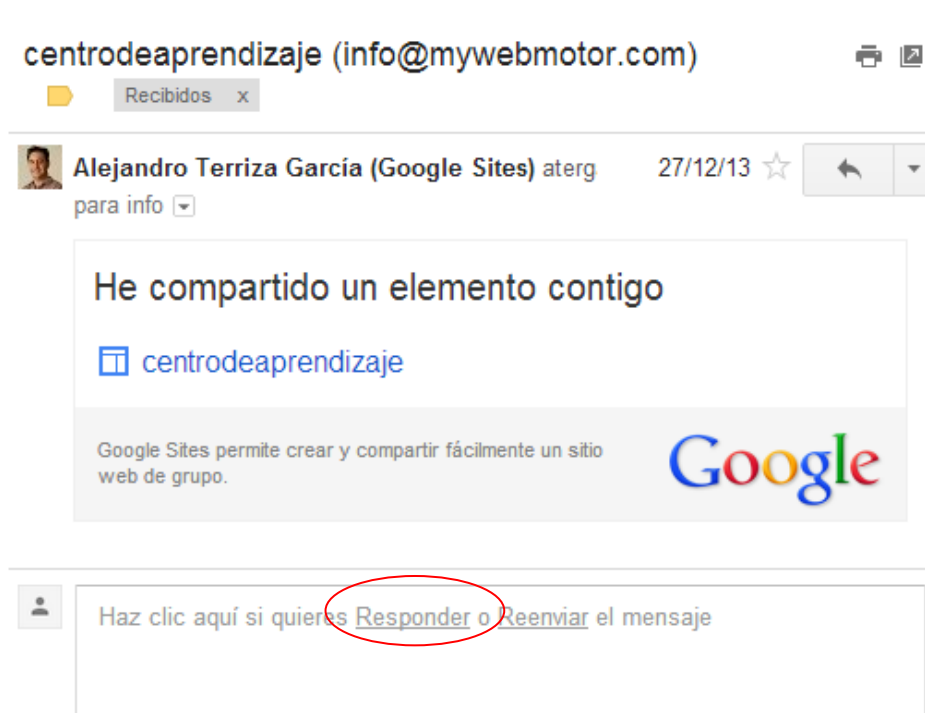 centrodeaprendizaje (info@mywebmotor.com)
Recibidos x
Alejandro Terriza García (Google Sites) aterg 27/12/13
para info
He compartido un elemento contigo
centrodeaprendizaje
Google Sites permite crear y compartir fácilmente un sitio
web de grupo.
Google
Haz clic aquí si quieres Responder o Reenviar el mensaje